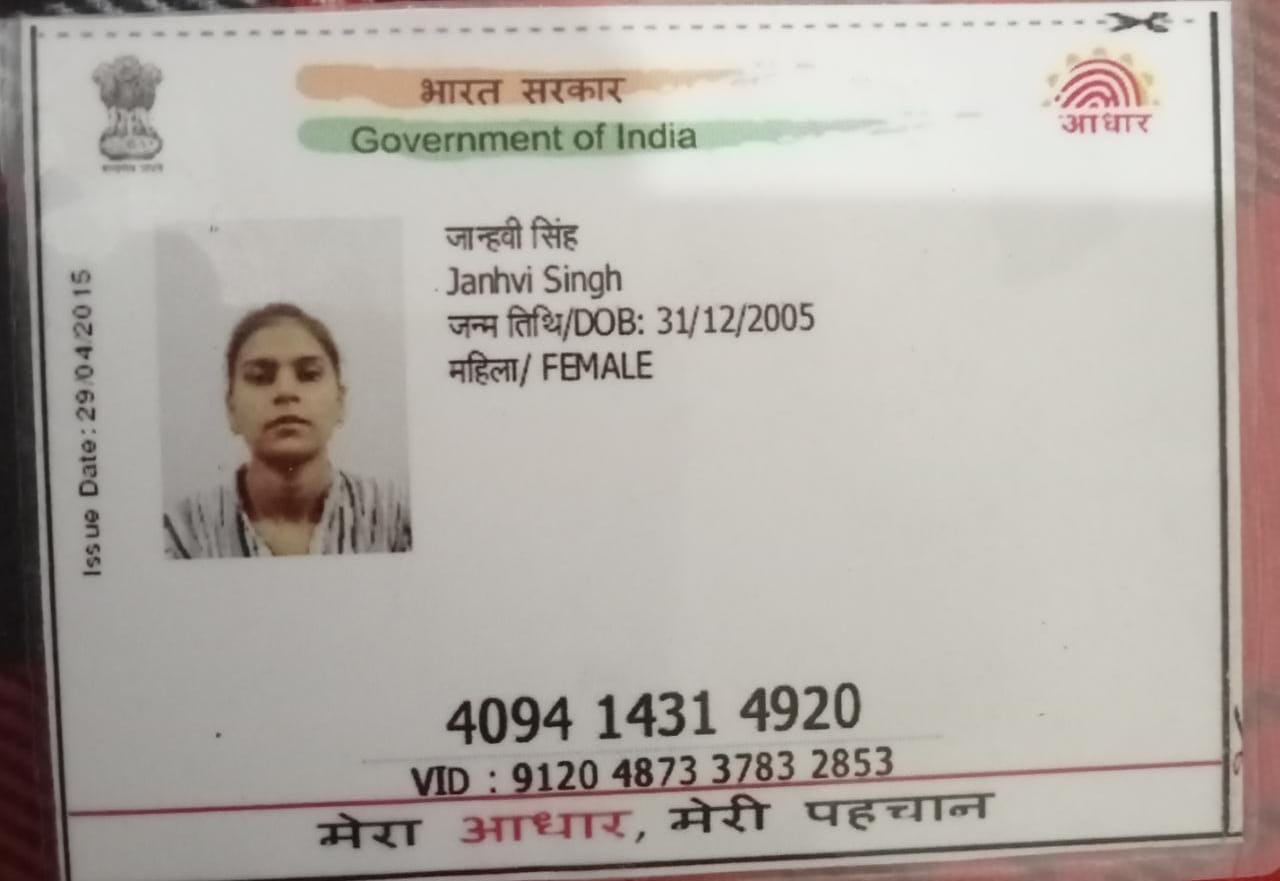 भारत सरकार
Government of India
आधार
Issue Date: 29/04/2015
जान्हवी सिंह
Janhvi Singh
जन्म तिथि/DOB: 31/12/2005
महिला/ FEMALE
4094 1431 4920
VID : 9120 4873 3783 2853
मेरा आधार, मेरी पहचान